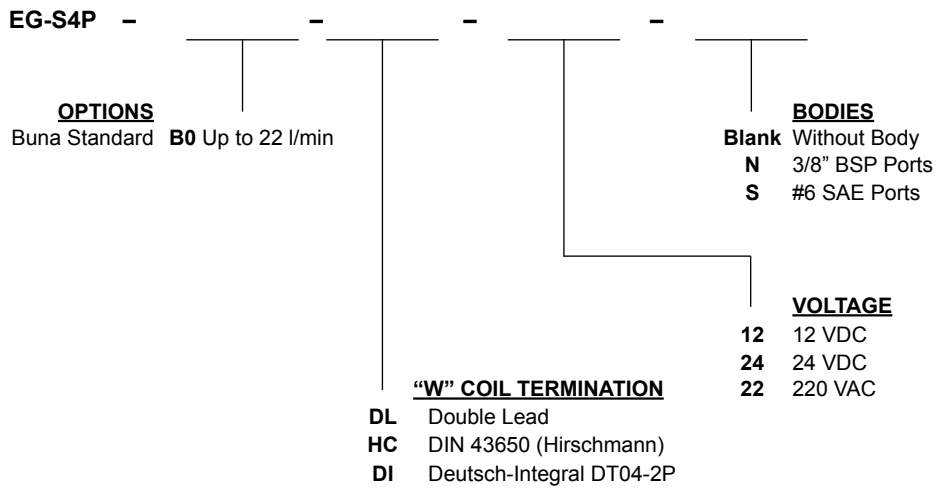 EG-S4P – – – –
OPTIONS
Buna Standard B0 Up to 22 l/min
BODIES
Blank Without Body
N 3/8” BSP Ports
S #6 SAE Ports
VOLTAGE
12 12 VDC
24 24 VDC
22 220 VAC
“W” COIL TERMINATION
DL Double Lead
HC DIN 43650 (Hirschmann)
DI Deutsch-Integral DT04-2P